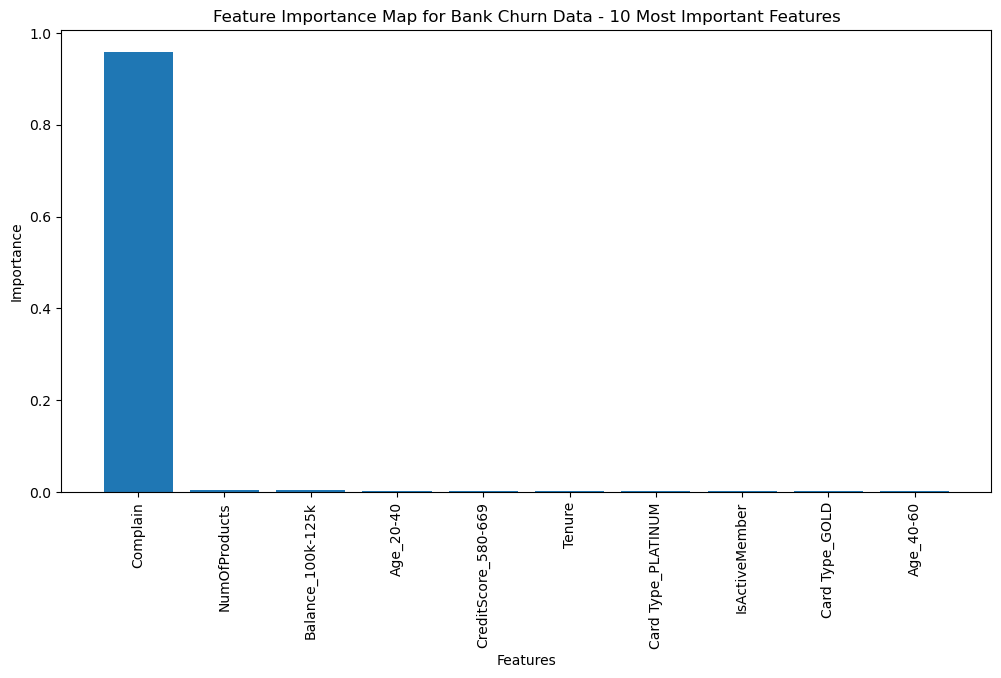 Feature Importance Map for Bank Churn Data - 10 Most Important Features
Importance
1.0
0.8
0.6
0.4
0.2
0.0
Complain
NumOfProducts
Balance_100k-125k
Age_20-40
CreditScore_580-669
Tenure
Card Type_PLATINUM
IsActiveMember
Card Type_GOLD
Age_40-60
Features